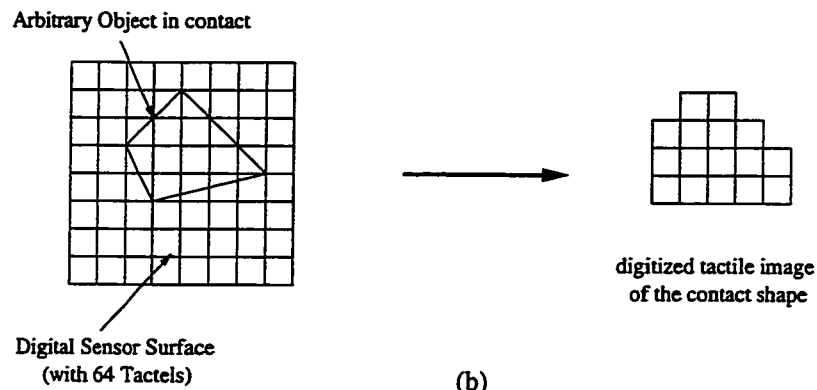 Arbitrary Object in contact
digitized tactile image
of the contact shape
Digital Sensor Surface
(with 64 Tactels)
(b)